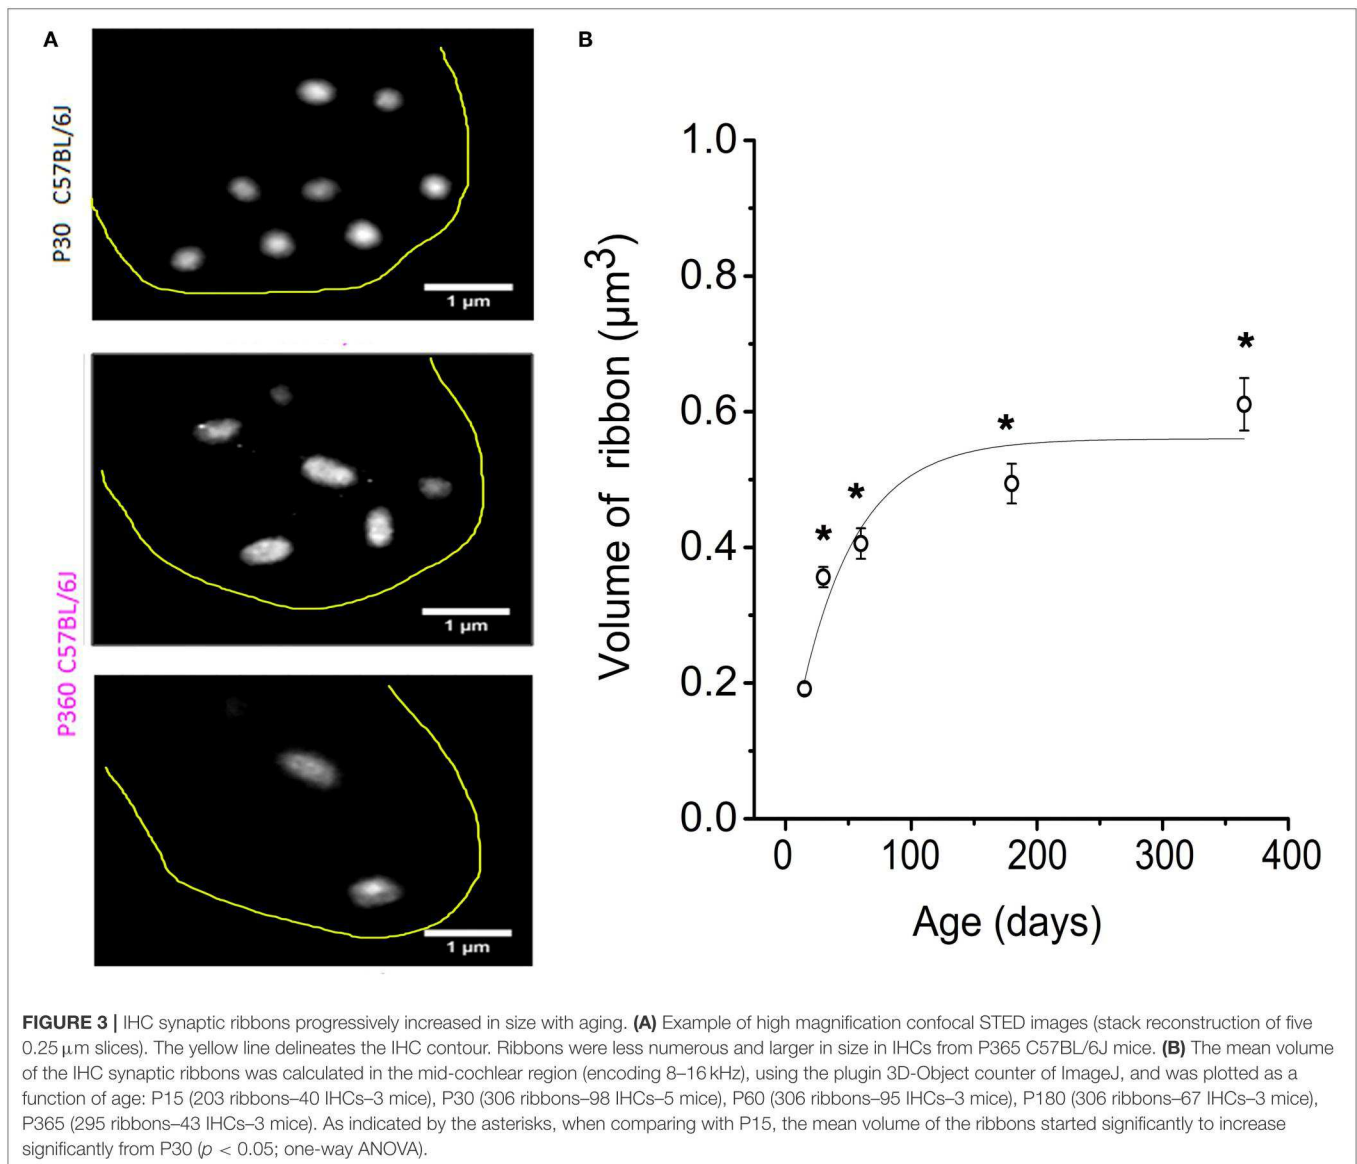 A
P30 C57BL/6J
1 µm
P360 C57BL/6J
1 µm
1 µm
B
Volume of ribbon (µm³)
1.0
0.8
0.6
0.4
0.2
0.0
*
*
*
*
0
100
200
300
400
Age (days)
FIGURE 3 | IHC synaptic ribbons progressively increased in size with aging. (A) Example of high magnification confocal STED images (stack reconstruction of five
0.25 µm slices). The yellow line delineates the IHC contour. Ribbons were less numerous and larger in size in IHCs from P365 C57BL/6J mice. (B) The mean volume
of the IHC synaptic ribbons was calculated in the mid-cochlear region (encoding 8–16 kHz), using the plugin 3D-Object counter of ImageJ, and was plotted as a
function of age: P15 (203 ribbons–40 IHCs–3 mice), P30 (306 ribbons–98 IHCs–5 mice), P60 (306 ribbons–95 IHCs–3 mice), P180 (306 ribbons–67 IHCs–3 mice),
P365 (295 ribbons–43 IHCs–3 mice). As indicated by the asterisks, when comparing with P15, the mean volume of the ribbons started significantly to increase
significantly from P30 (p < 0.05; one-way ANOVA).